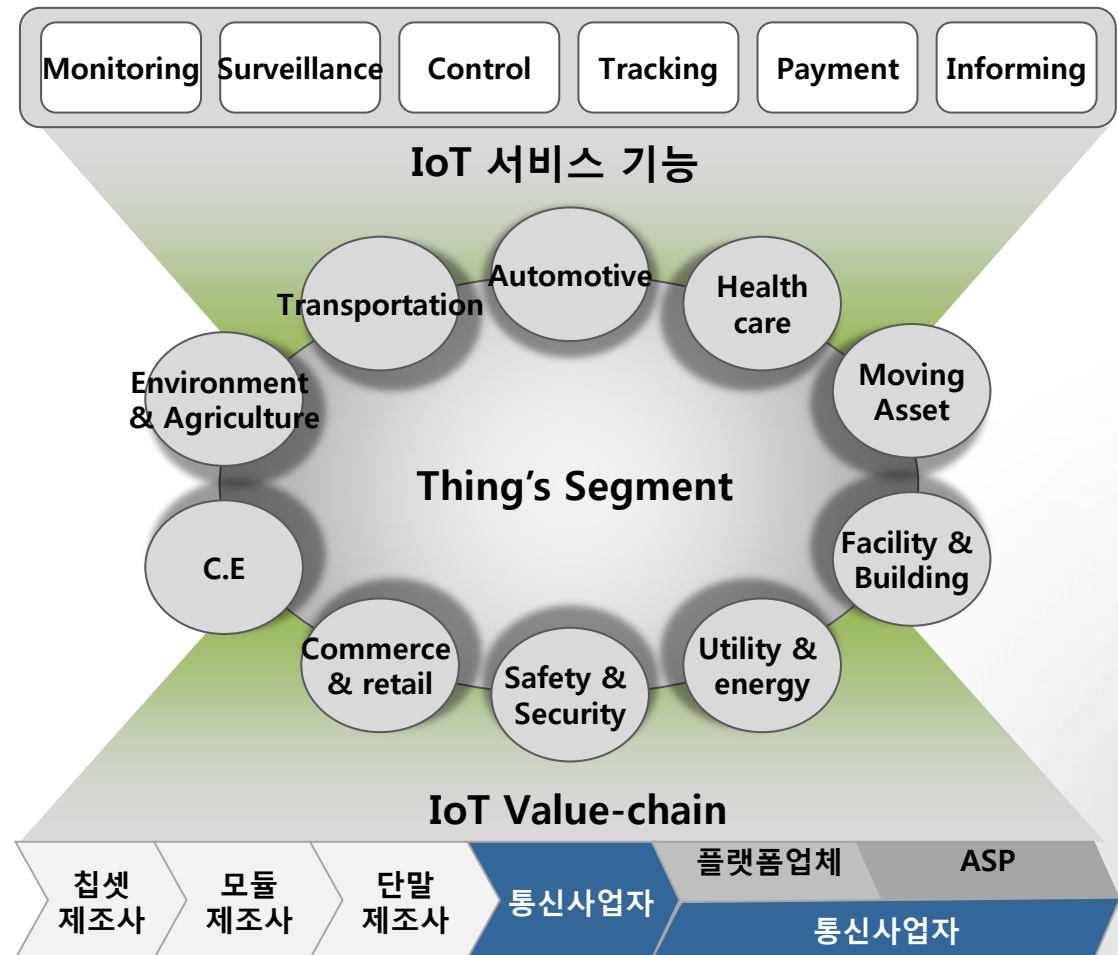 Monitoring
Surveillance
Control
Tracking
Payment
Informing
IoT 서비스 기능
Automotive
Transportation
Health
care
Environment
& Agriculture
Moving
Asset
Thing's Segment
C.E
Facility &
Building
Commerce
& retail
Safety &
Security
Utility &
energy
IoT Value-chain
칩셋
제조사
모듈
제조사
단말
제조사
통신사업자
플랫폼업체
ASP
통신사업자